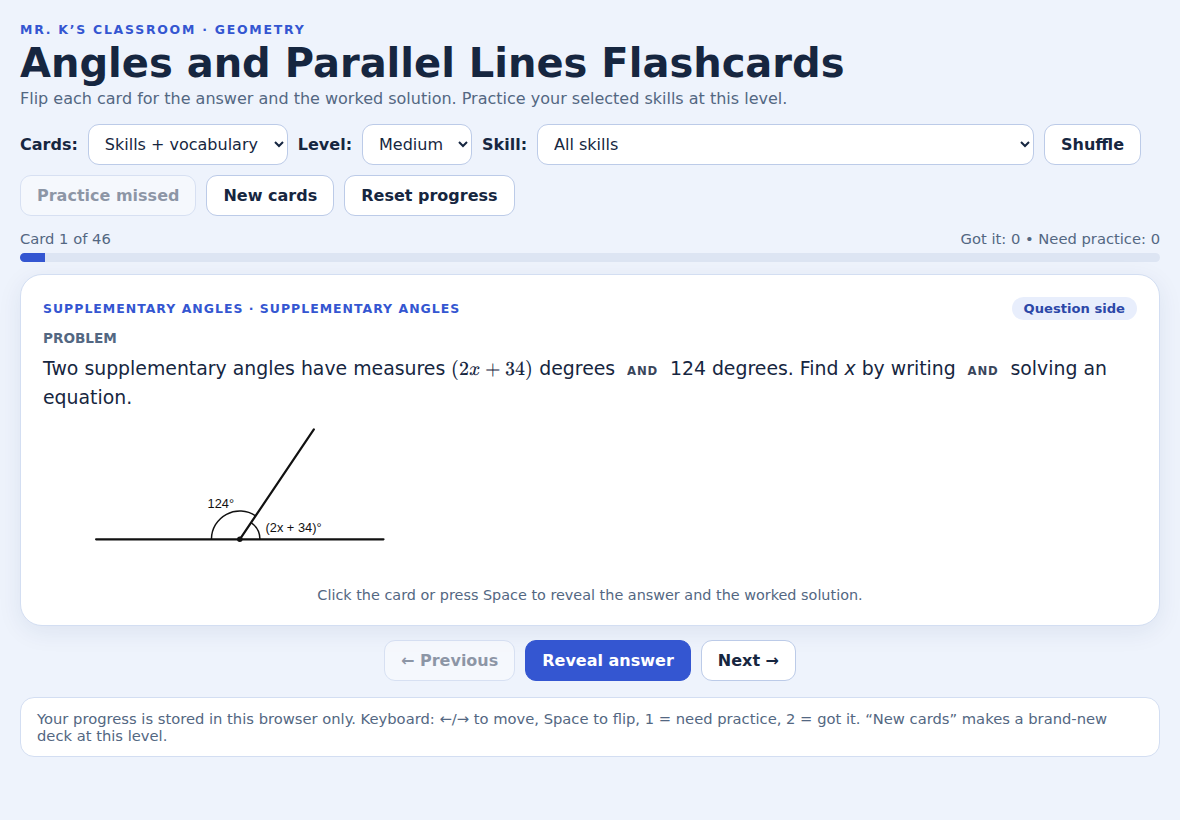 MR. K’S CLASSROOM · GEOMETRY
Angles and Parallel Lines Flashcards
Flip each card for the answer and the worked solution. Practice your selected skills at this level.
Cards: Skills + vocabulary Level: Medium Skill: All skills Shuffle
Practice missed New cards Reset progress
Card 1 of 46 Got it: 0 • Need practice: 0
SUPPLEMENTARY ANGLES · SUPPLEMENTARY ANGLES Question side
PROBLEM
Two supplementary angles have measures (2x + 34) degrees AND 124 degrees. Find x by writing AND solving an
equation.
124°
(2x + 34)°
Click the card or press Space to reveal the answer and the worked solution.
← Previous Reveal answer Next →
Your progress is stored in this browser only. Keyboard: ←/→ to move, Space to flip, 1 = need practice, 2 = got it. “New cards” makes a brand-new
deck at this level.